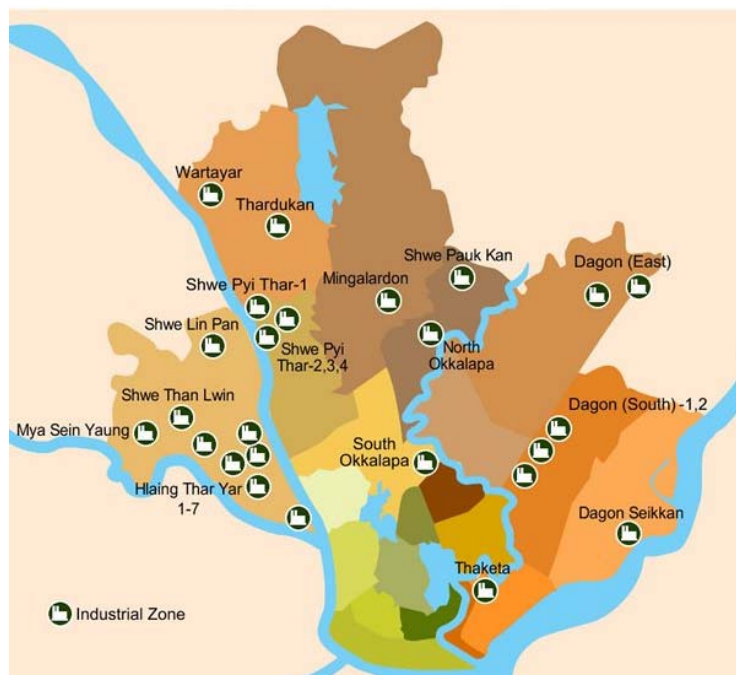 Wartayar
Thardukan
Shwe Pauk Kan
Dagon (East)
Shwe Pyi Thar-1
Mingalardon
Shwe Lin Pan
Shwe Pyi
Thar-2,3,4
North
Okkalapa
Shwe Than Lwin
Dagon (South) -1,2
Mya Sein Yaung
South
Okkalapa
Hlaing Thar Yar
1-7
Dagon Seikkan
Thaketa
Industrial Zone